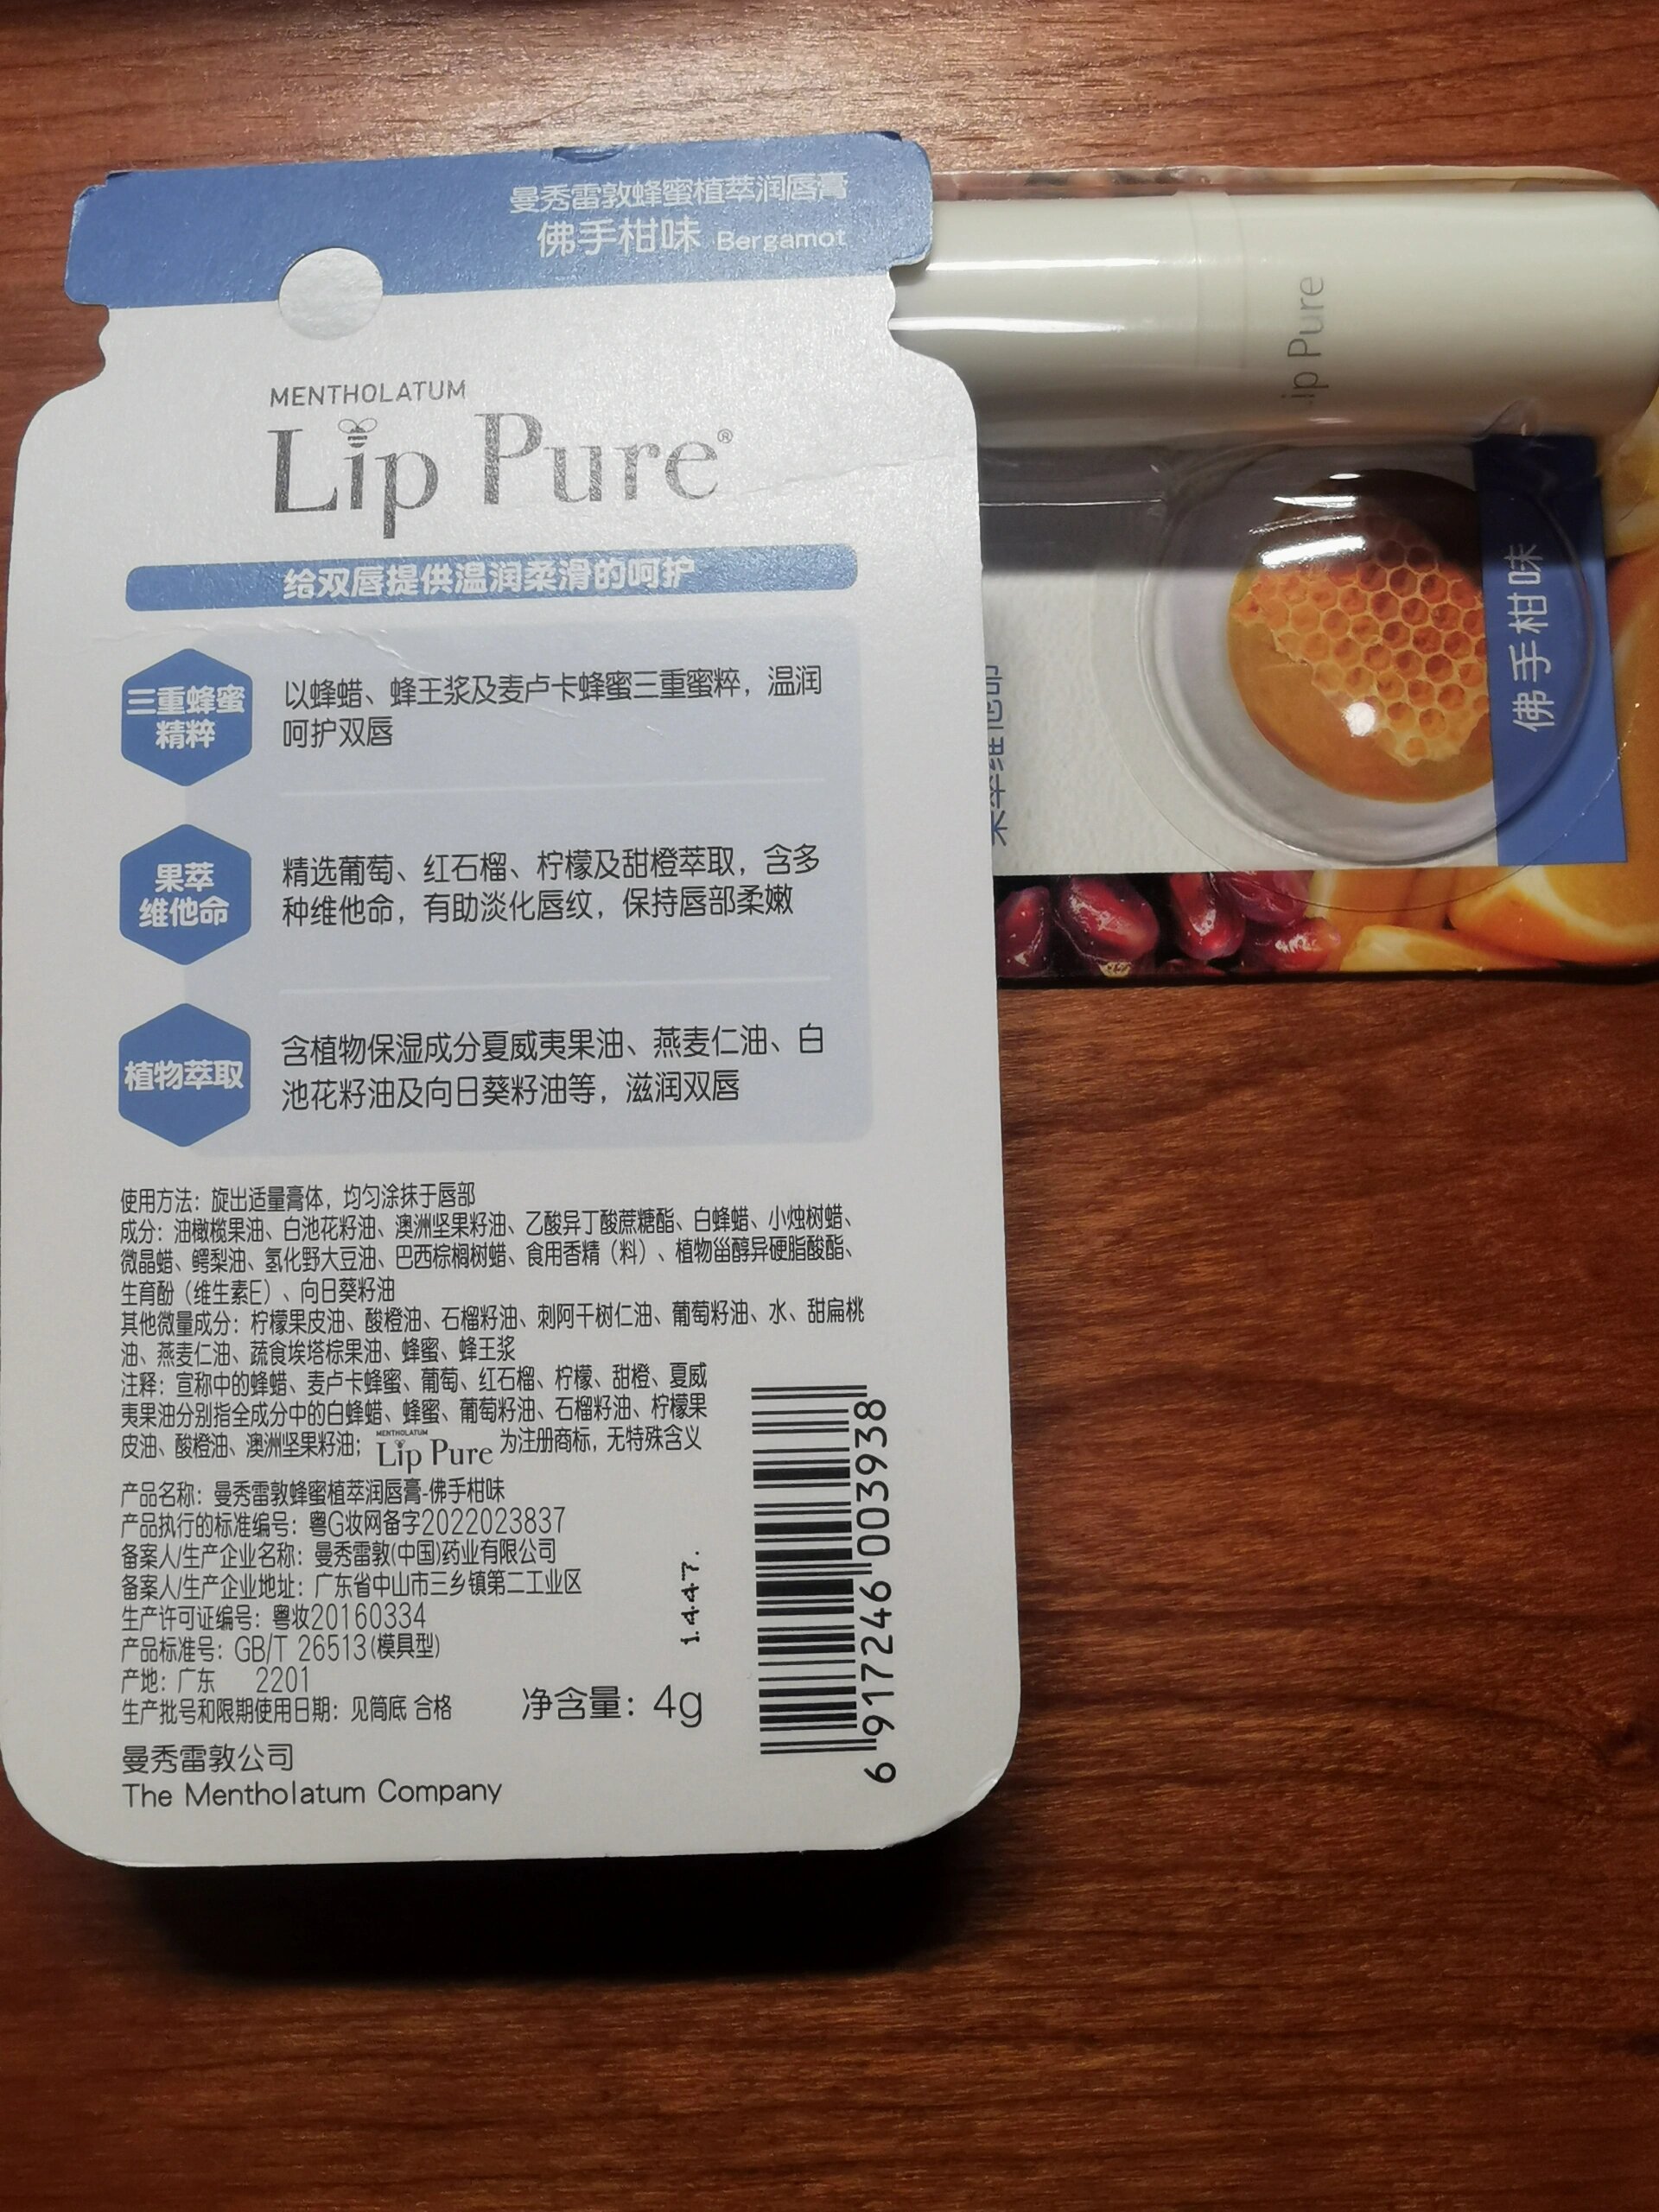 曼秀雷敦蜂蜜植萃润唇膏
佛手柑味 Bergamot
MENTHOLATUM
Lip Pure®
给双唇提供温润柔滑的呵护
三重蜂蜜
精粹
以蜂蜡、蜂王浆及麦卢卡蜂蜜三重蜜粹，温润
呵护双唇
果萃
维他命
精选葡萄、红石榴、柠檬及甜橙萃取，含多
种维他命，有助淡化唇纹，保持唇部柔嫩
植物萃取
含植物保湿成分夏威夷果油、燕麦仁油、白
池花籽油及向日葵籽油等，滋润双唇
使用方法：旋出适量膏体，均匀涂抹于唇部
成分：油橄榄果油、白池花籽油、澳洲坚果籽油、乙酸异丁酸蔗糖酯、白蜂蜡、小烛树蜡、
微晶蜡、鳄梨油、氢化野大豆油、巴西棕榈树蜡、食用香精（料）、植物甾醇异硬脂酸酯、
生育酚（维生素E）、向日葵籽油
其他微量成分：柠檬果皮油、酸橙油、石榴籽油、刺阿干树仁油、葡萄籽油、水、甜扁桃
油、燕麦仁油、蔬食埃塔棕果油、蜂蜜、蜂王浆
注释：宣称中的蜂蜡、麦卢卡蜂蜜、葡萄、红石榴、柠檬、甜橙、夏威
夷果油分别指全成分中的白蜂蜡、蜂蜜、葡萄籽油、石榴籽油、柠檬果
皮油、酸橙油、澳洲坚果籽油；MENTHOLATUM Lip Pure 为注册商标，无特殊含义
产品名称：曼秀雷敦蜂蜜植萃润唇膏-佛手柑味
产品执行的标准编号：粤G妆网备字2022023837
备案人/生产企业名称：曼秀雷敦(中国)药业有限公司
备案人/生产企业地址：广东省中山市三乡镇第二工业区
生产许可证编号：粤妆20160334
产品标准号：GB/T 26513(模具型)
产地：广东 2201
生产批号和限期使用日期：见筒底 合格
净含量：4g
曼秀雷敦公司
The Mentholatum Company
1.447.
6 917246 003938
ip Pure
佛手柑味